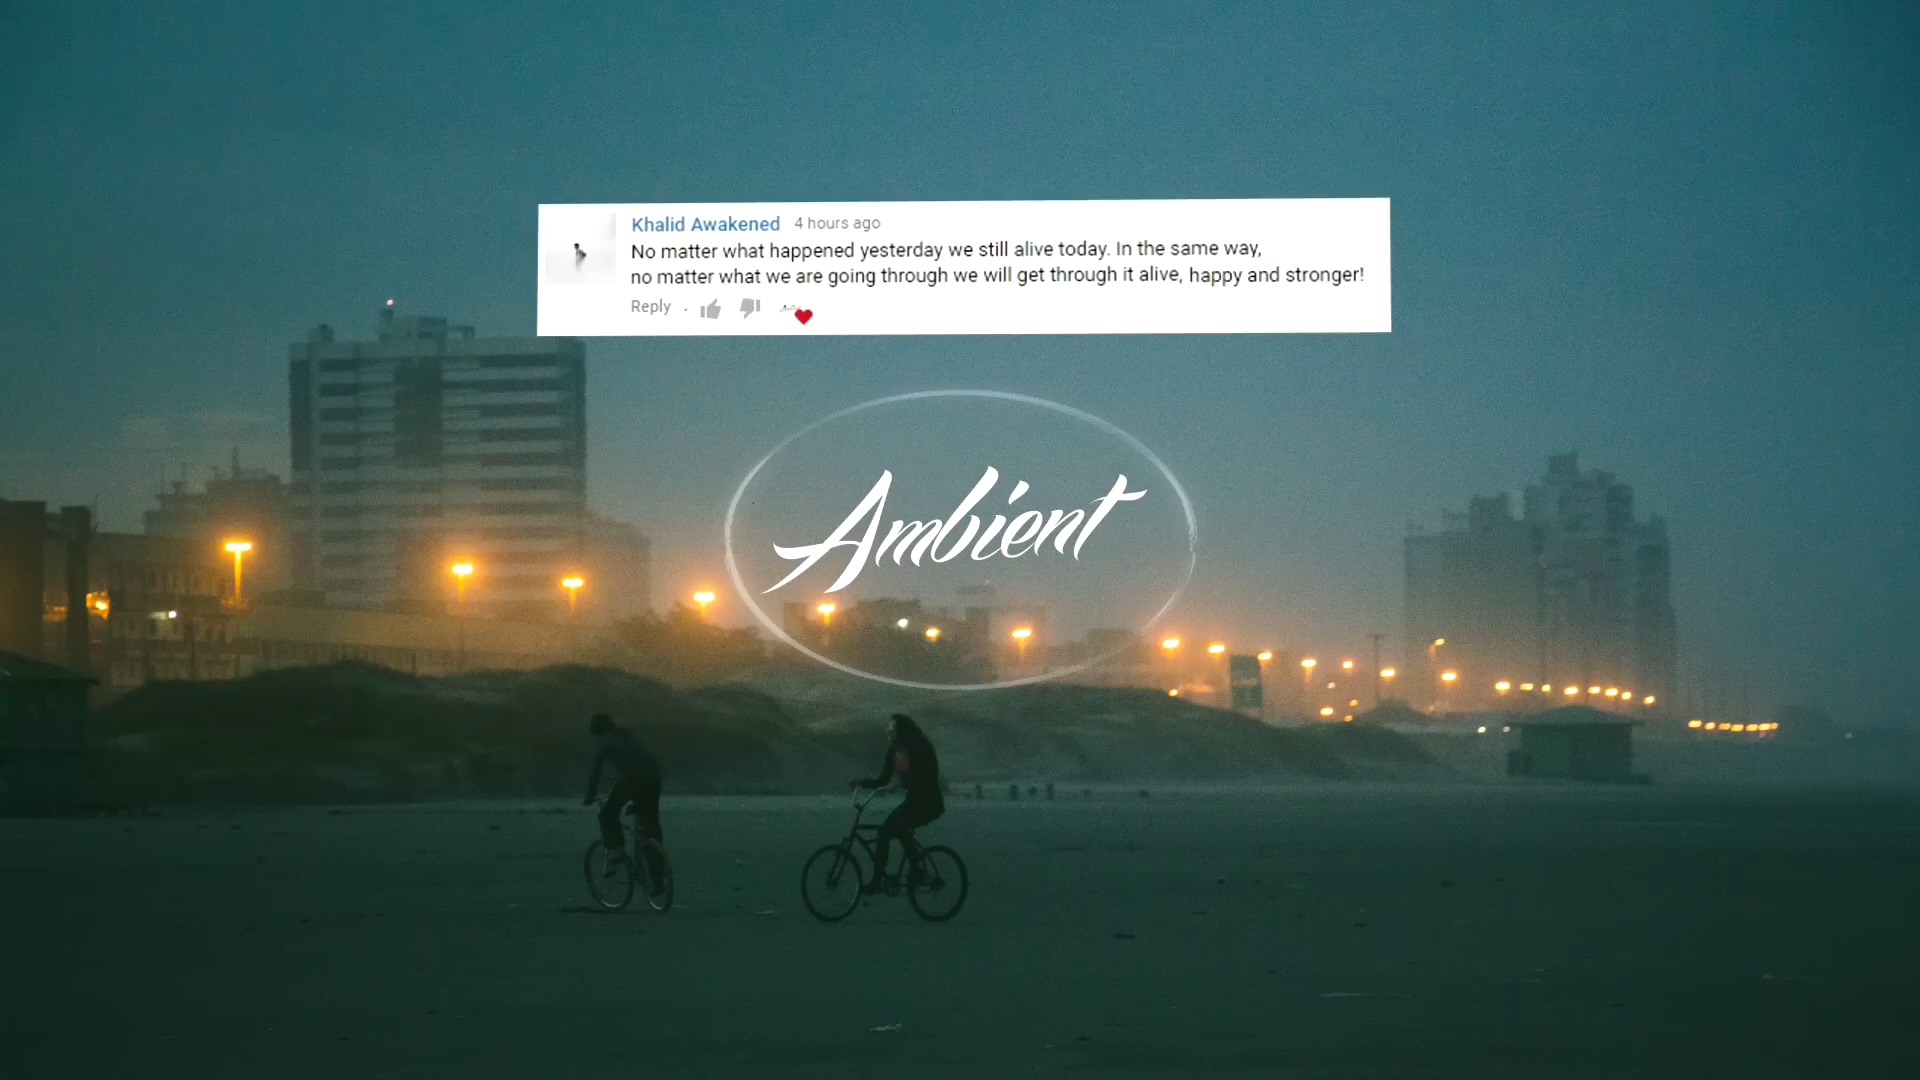 Khalid Awakened 4 hours ago
No matter what happened yesterday we still alive today. In the same way,
no matter what we are going through we will get through it alive, happy and stronger!
Reply ·
Ambient